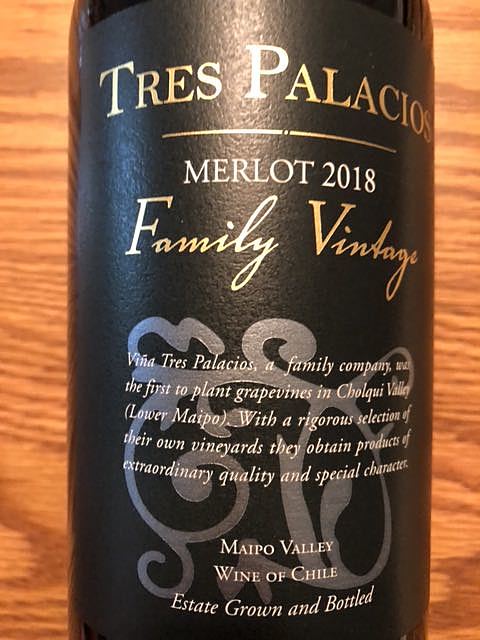 TRES PALACIOS
MERLOT 2018
Family Vintage
Viña Tres Palacios, a family company, was
the first to plant grapevines in Cholqui Valley
(Lower Maipo). With a rigorous selection of
their own vineyards they obtain products of
extraordinary quality and special character.
MAIPO VALLEY
WINE OF CHILE
Estate Grown and Bottled